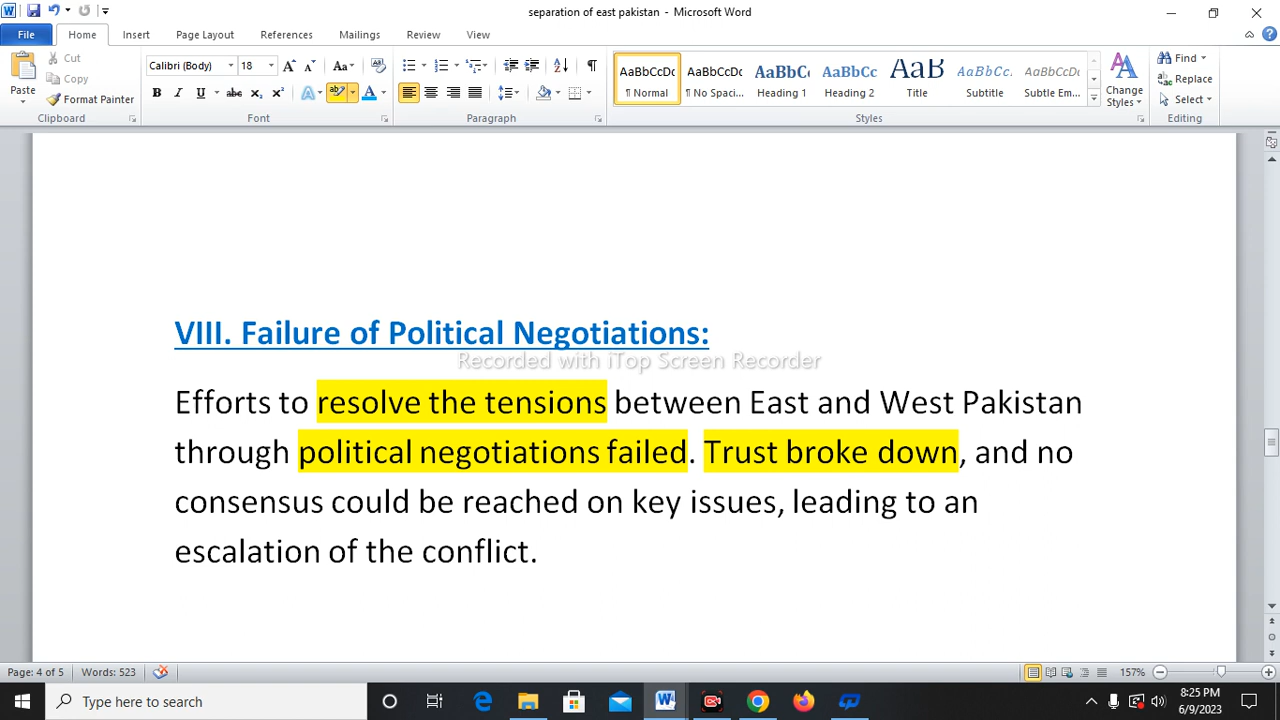 separation of east pakistan - Microsoft Word
File Home Insert Page Layout References Mailings Review View
Paste
Cut
Copy
Format Painter
Clipboard
Calibri (Body) 18
Font
Paragraph
AaBbCcDc AaBbCcDc AaBbCc AaBbCc AaB AaBbCc. AaBbCcDc
¶ Normal ¶ No Spaci... Heading 1 Heading 2 Title Subtitle Subtle Em...
Change Styles
Styles
Find
Replace
Select
Editing
VIII. Failure of Political Negotiations:
Recorded with iTop Screen Recorder
Efforts to resolve the tensions between East and West Pakistan
through political negotiations failed. Trust broke down, and no
consensus could be reached on key issues, leading to an
escalation of the conflict.
Page: 4 of 5 Words: 523 157%
Type here to search
8:25 PM
6/9/2023